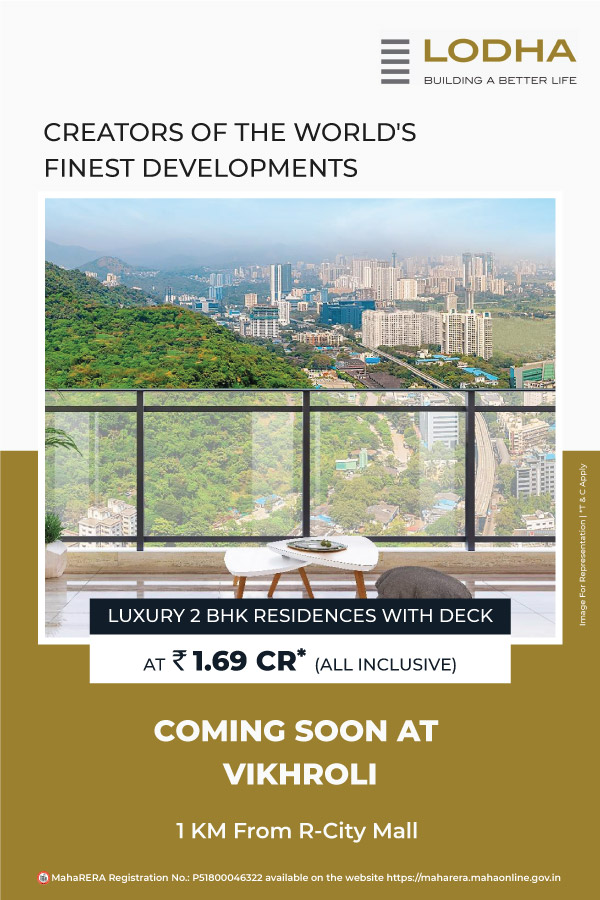 LODHA
BUILDING A BETTER LIFE
CREATORS OF THE WORLD'S
FINEST DEVELOPMENTS
Image For Representation | *T & C Apply
LUXURY 2 BHK RESIDENCES WITH DECK
AT ₹ 1.69 CR* (ALL INCLUSIVE)
COMING SOON AT
VIKHROLI
1 KM From R-City Mall
MahaRERA Registration No.: P51800046322 available on the website https://maharera.mahaonline.gov.in